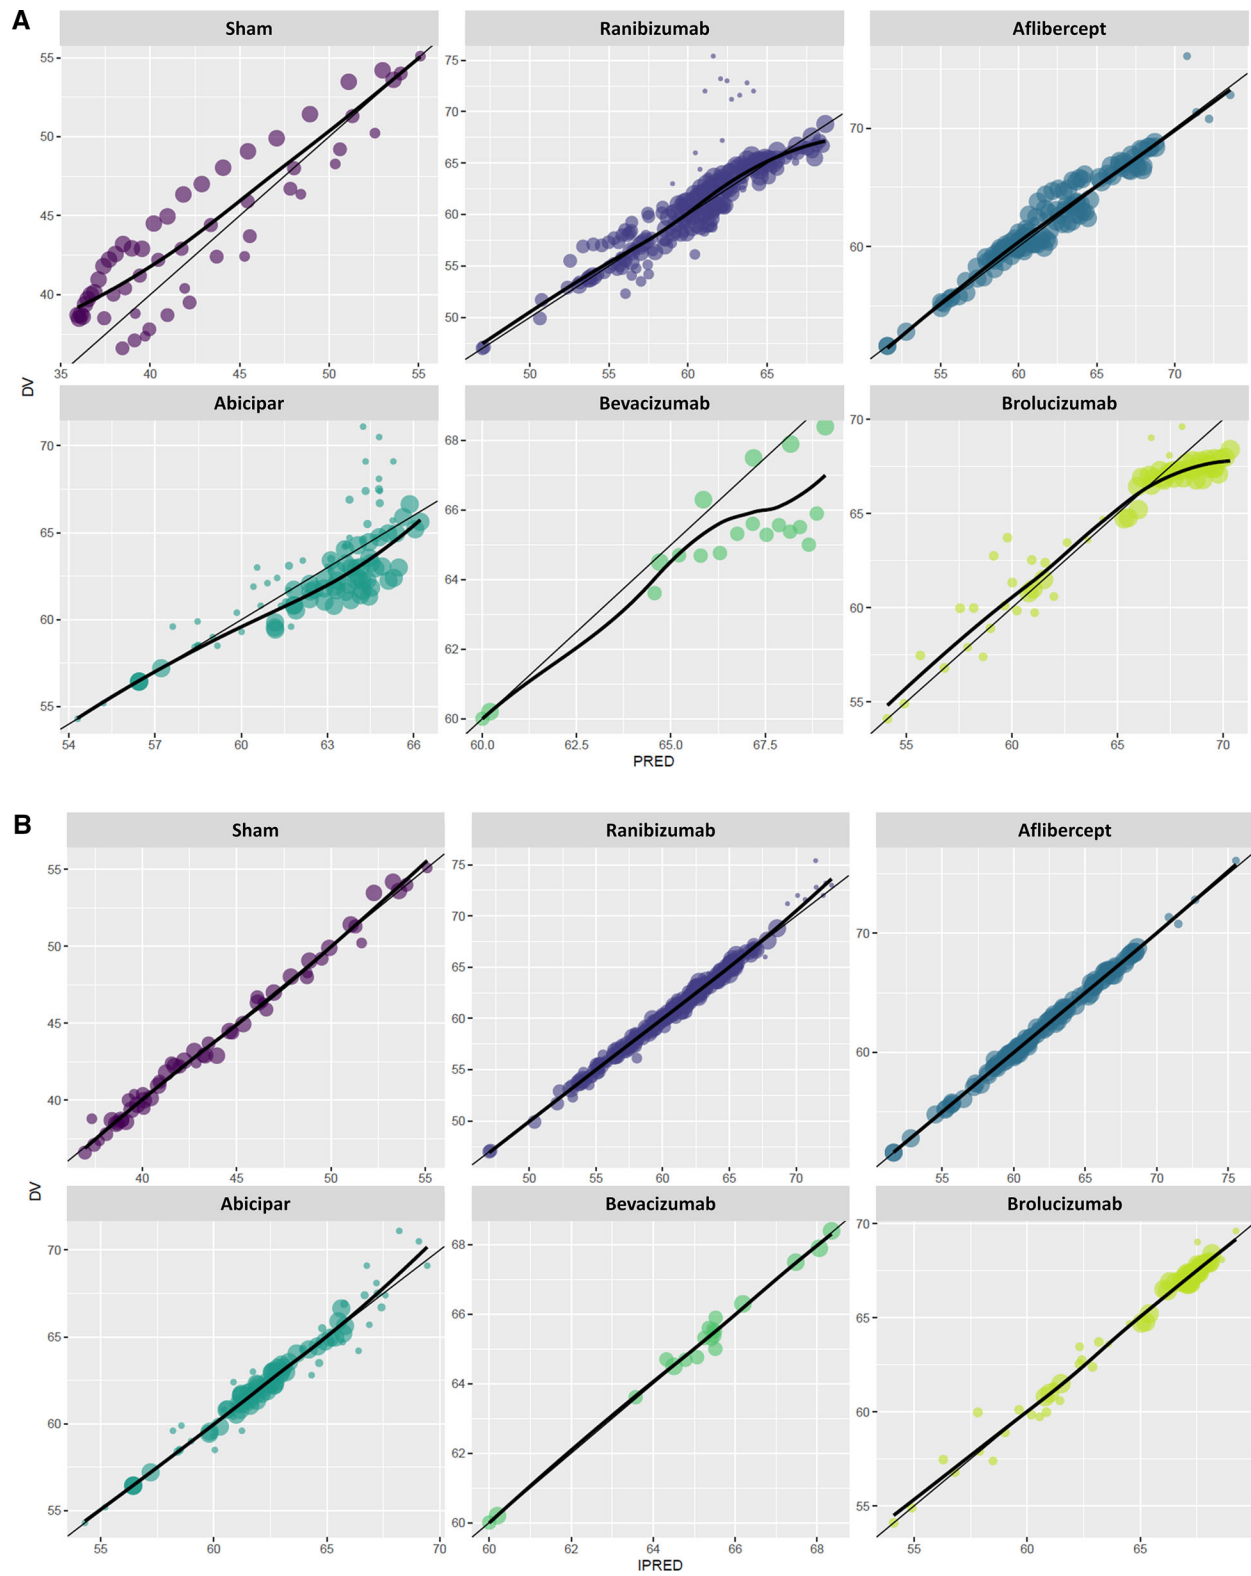 A
Sham Ranibizumab Aflibercept
55
50
45
40
35 40 45 50 55
75
70
65
60
55
50
50 55 60 65
70
60
55 60 65 70
DV
Abicipar Bevacizumab Brolucizumab
70
65
60
55
54 57 60 63 66
68
66
64
62
60
60.0 62.5 65.0 67.5
70
65
60
55
55 60 65 70
PRED
B
Sham Ranibizumab Aflibercept
55
50
45
40
40 45 50 55
75
70
65
60
55
50
50 55 60 65 70
70
60
55 60 65 70 75
DV
Abicipar Bevacizumab Brolucizumab
70
65
60
55
55 60 65 70
68
66
64
62
60
60 62 64 66 68
70
65
60
55
55 60 65
IPRED